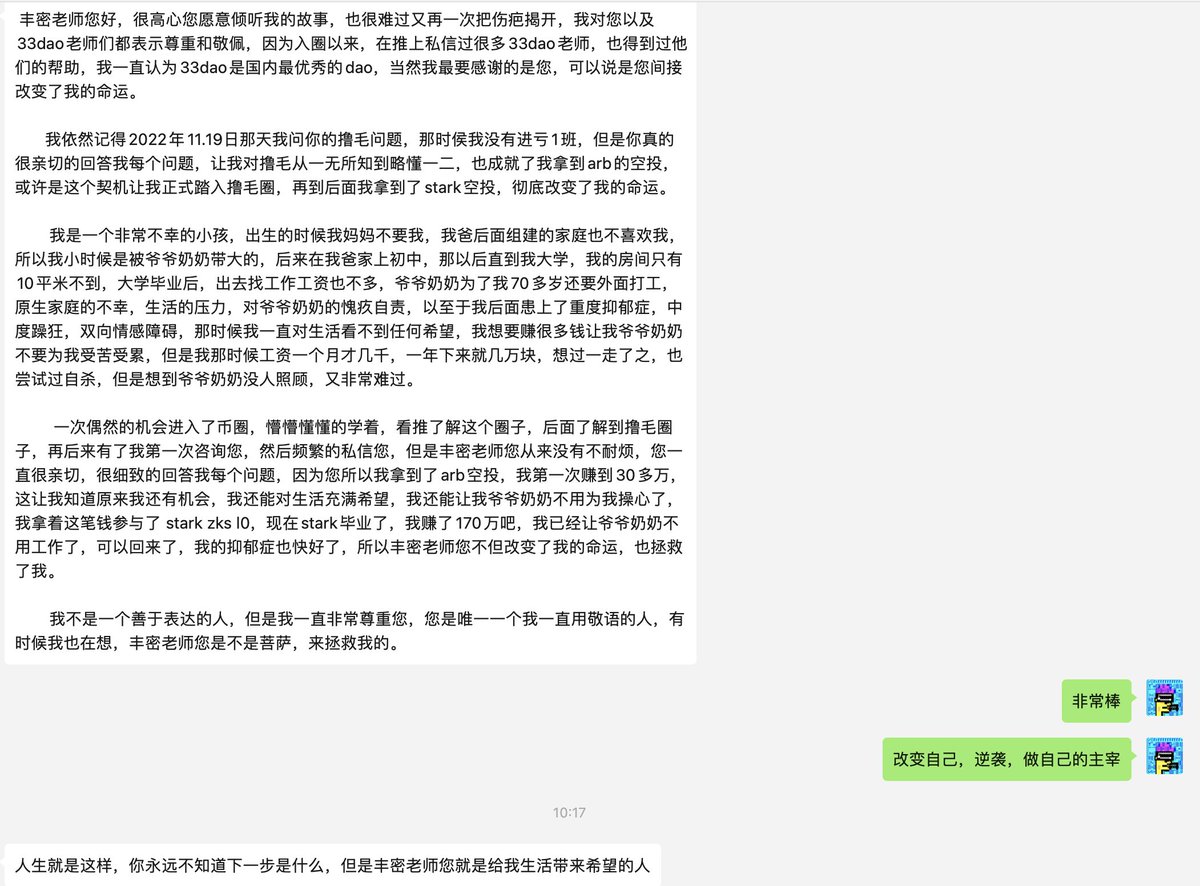 丰密老师您好，很高心您愿意倾听我的故事，也很难过又再一次把伤疤揭开，我对您以及
33dao老师们都表示尊重和敬佩，因为入圈以来，在推上私信过很多33dao老师，也得到过他
们的帮助，我一直认为33dao是国内最优秀的dao，当然我最要感谢的是您，可以说是您间接
改变了我的命运。
我依然记得2022年11.19日那天我问你的撸毛问题，那时侯我没有进亏1班，但是你真的
很亲切的回答我每个问题，让我对撸毛从一无所知到略懂一二，也成就了我拿到arb的空投，
或许是这个契机让我正式踏入撸毛圈，再到后面我拿到了stark空投，彻底改变了我的命运。
我是一个非常不幸的小孩，出生的时候我妈妈不要我，我爸后面组建的家庭也不喜欢我，
所以我小时候是被爷爷奶奶带大的，后来在我爸家上初中，那以后直到我大学，我的房间只有
10平米不到，大学毕业后，出去找工作工资也不多，爷爷奶奶为了我70多岁还要外面打工，
原生家庭的不幸，生活的压力，对爷爷奶奶的愧疚自责，以至于我后面患上了重度抑郁症，中
度躁狂，双向情感障碍，那时候我一直对生活看不到任何希望，我想要赚很多钱让我爷爷奶奶
不要为我受苦受累，但是我那时候工资一个月才几千，一年下来就几万块，想过一走了之，也
尝试过自杀，但是想到爷爷奶奶没人照顾，又非常难过。
一次偶然的机会进入了币圈，懵懵懂懂的学着，看推了解这个圈子，后面了解到撸毛圈
子，再后来有了我第一次咨询您，然后频繁的私信您，但是丰密老师您从来没有不耐烦，您一
直很亲切，很细致的回答我每个问题，因为您所以我拿到了arb空投，我第一次赚到30多万，
这让我知道原来我还有机会，我还能对生活充满希望，我还能让我爷爷奶奶不用为我操心了，
我拿着这笔钱参与了 stark zks l0，现在stark毕业了，我赚了170万吧，我已经让爷爷奶奶不
用工作了，可以回来了，我的抑郁症也快好了，所以丰密老师您不但改变了我的命运，也拯救
了我。
我不是一个善于表达的人，但是我一直非常尊重您，您是唯一一个我一直用敬语的人，有
时候我也在想，丰密老师您是不是菩萨，来拯救我的。
非常棒
改变自己，逆袭，做自己的主宰
10:17
人生就是这样，你永远不知道下一步是什么，但是丰密老师您就是给我生活带来希望的人